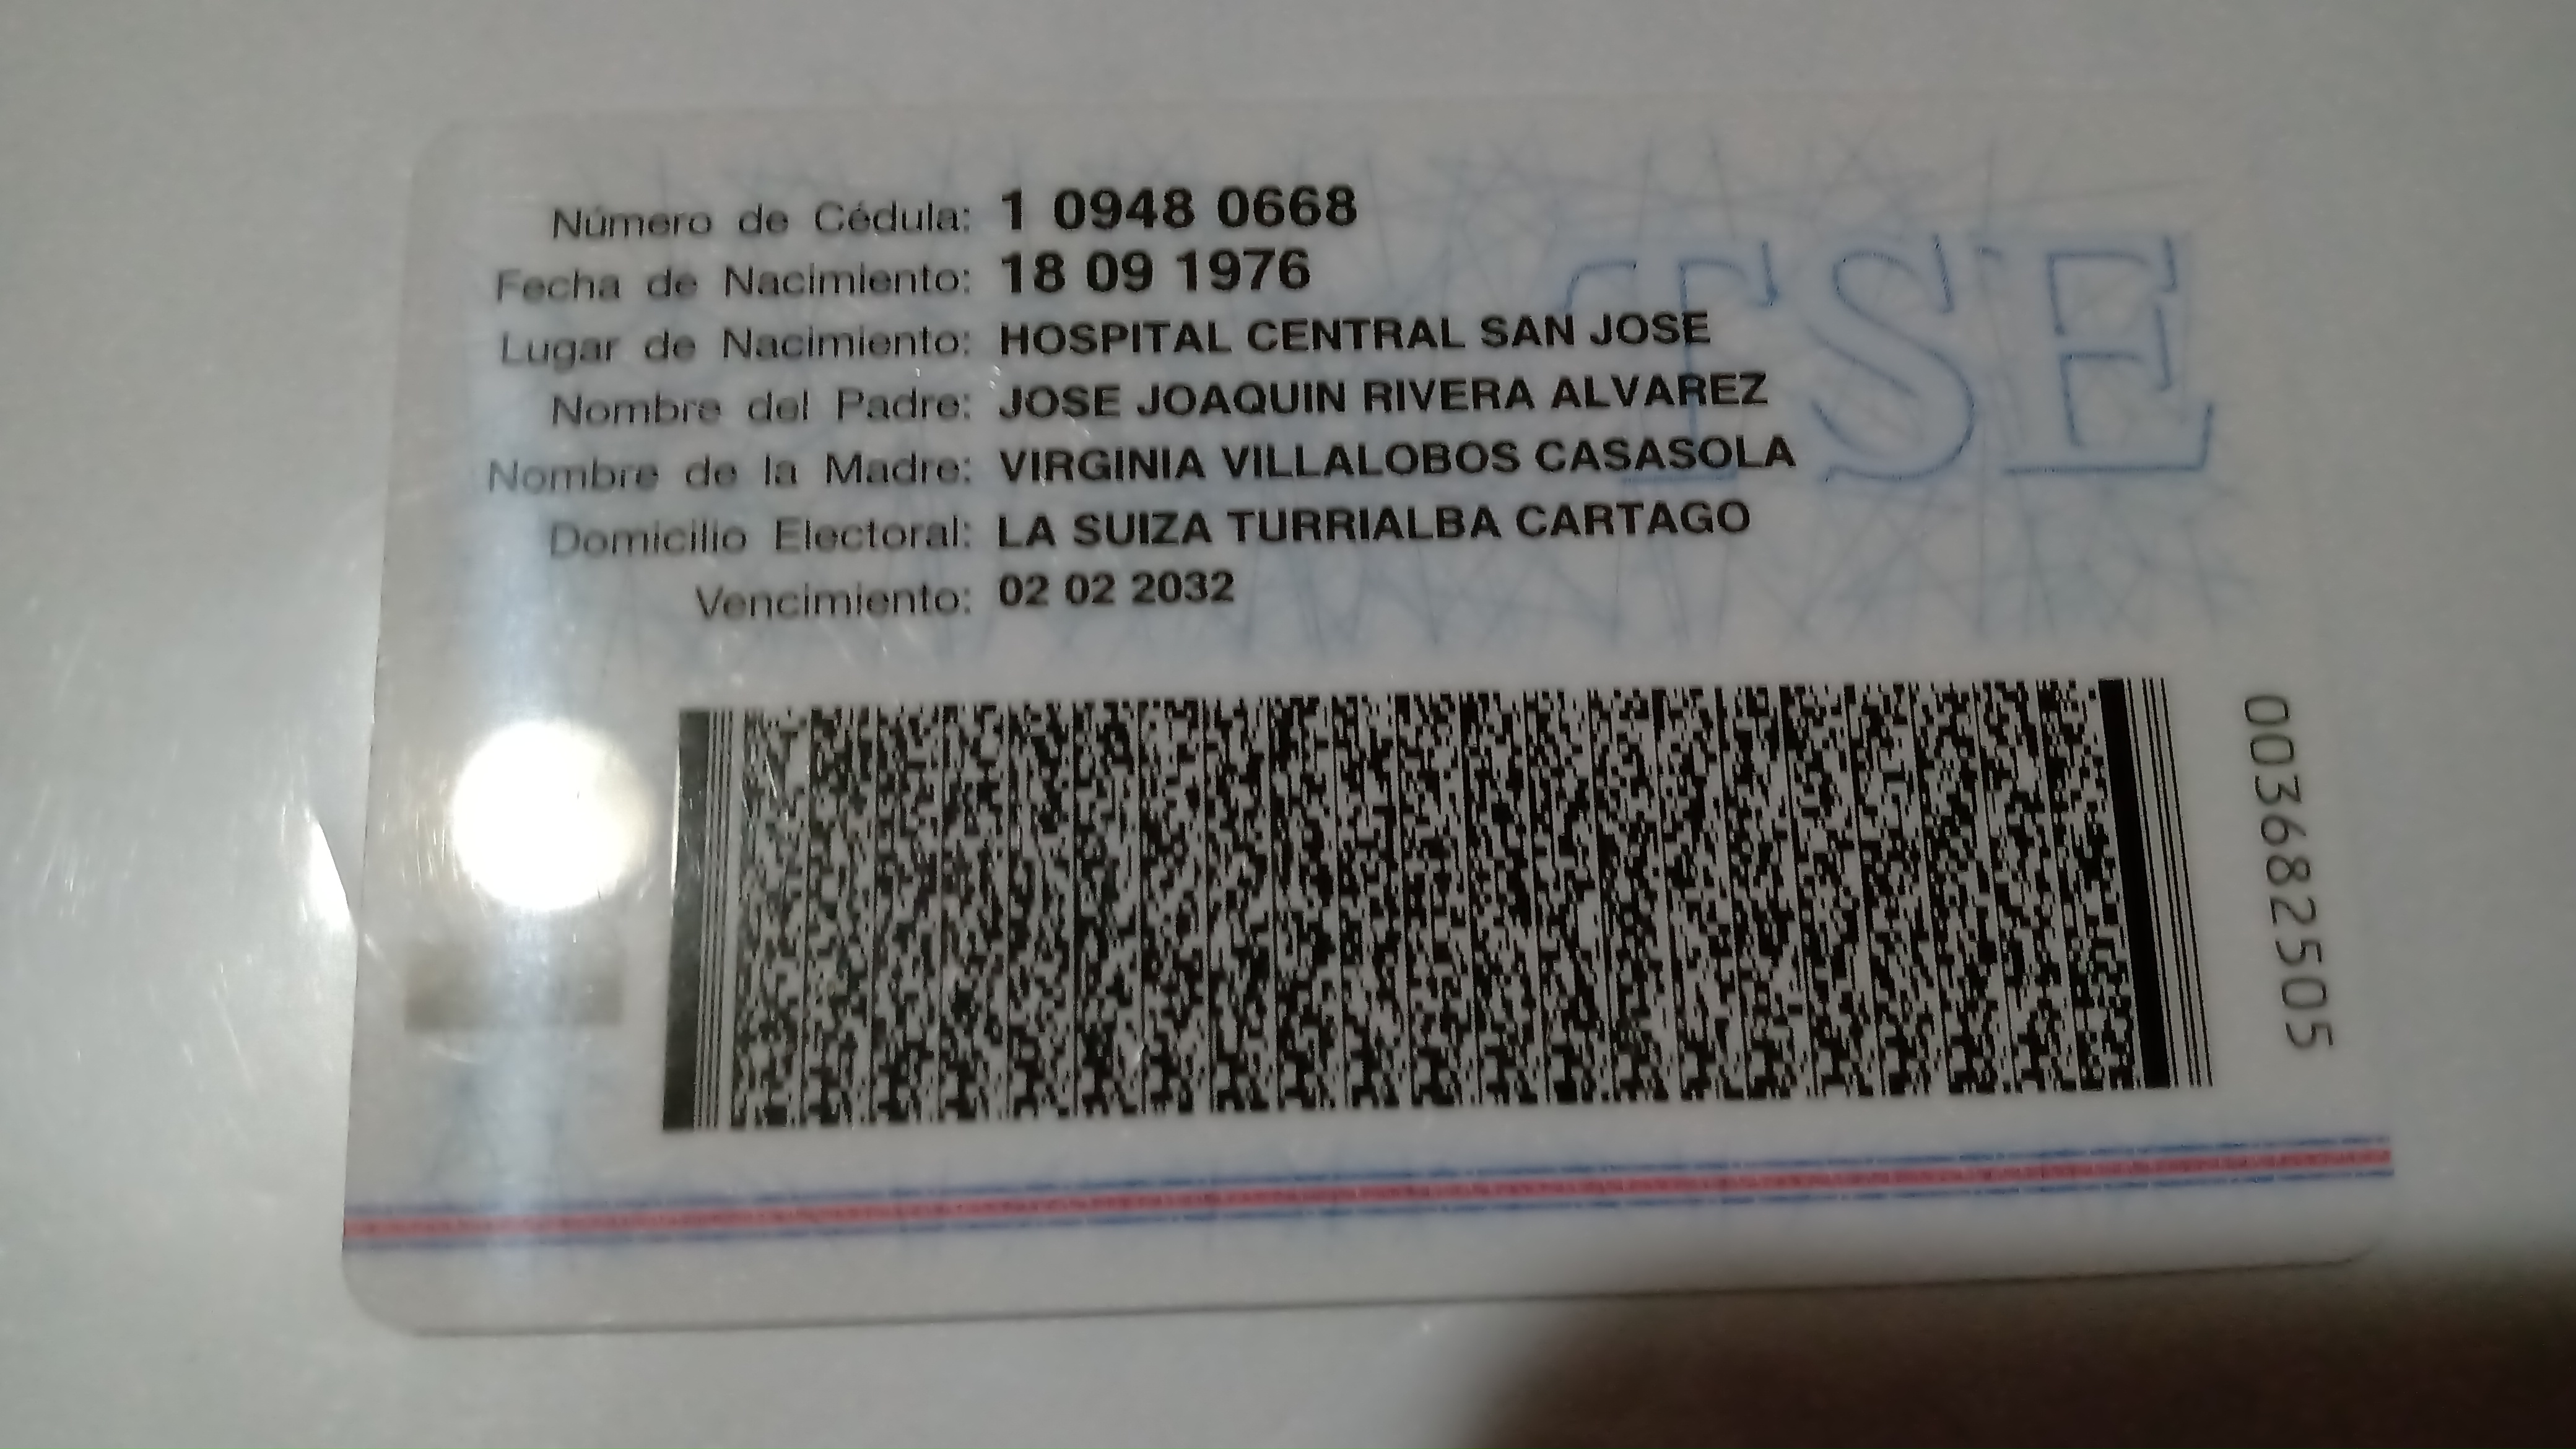 Número de Cédula: 1 0948 0668
Fecha de Nacimiento: 18 09 1976
Lugar de Nacimiento: HOSPITAL CENTRAL SAN JOSE
Nombre del Padre: JOSE JOAQUIN RIVERA ALVAREZ
Nombre de la Madre: VIRGINIA VILLALOBOS CASASOLA
Domicilio Electoral: LA SUIZA TURRIALBA CARTAGO
Vencimiento: 02 02 2032
TSE
003682505